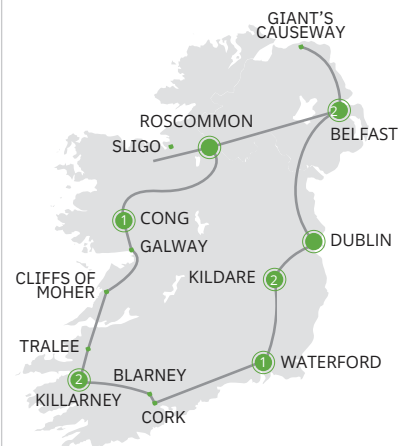 GIANT'S
CAUSEWAY
2
BELFAST
ROSCOMMON
SLIGO
1 CONG
GALWAY
DUBLIN
KILDARE 2
CLIFFS OF
MOHER
TRALEE
2
KILLARNEY
BLARNEY
CORK
1 WATERFORD